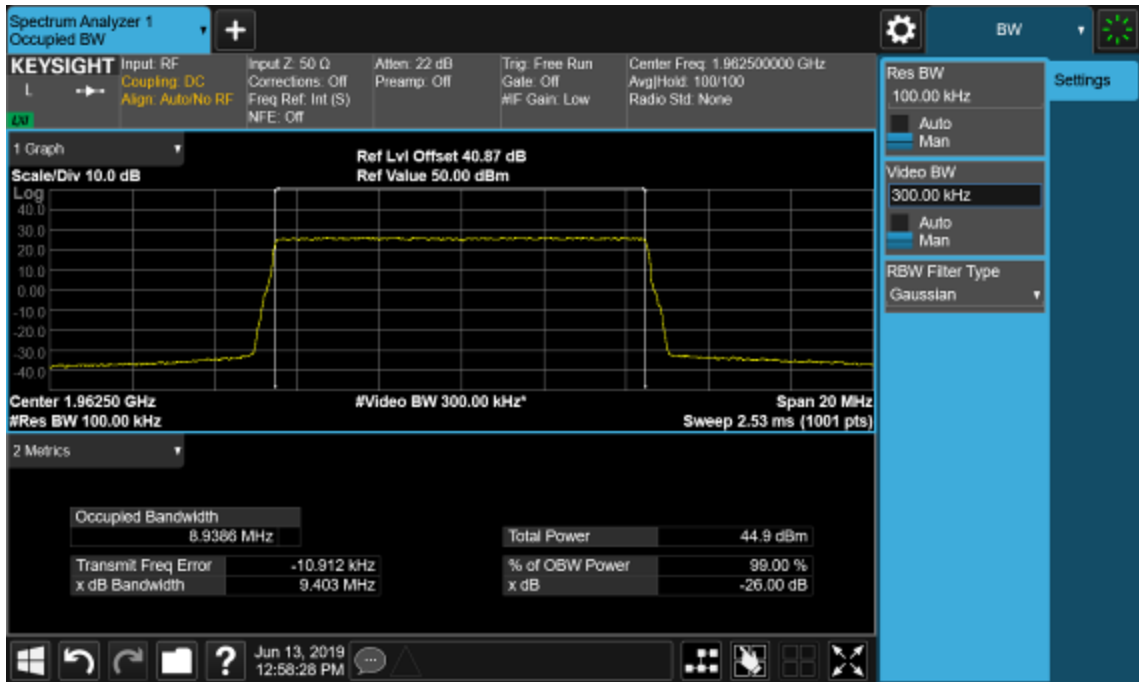 Spectrum Analyzer 1
Occupied BW
+
BW
KEYSIGHT
L
LXI
Input: RF
Coupling: DC
Align: Auto/No RF
Input Z: 50 Ω
Corrections: Off
Freq Ref: Int (S)
NFE: Off
Atten: 22 dB
Preamp: Off
Trig: Free Run
Gate: Off
#IF Gain: Low
Center Freq: 1.962500000 GHz
Avg|Hold: 100/100
Radio Std: None
Res BW
100.00 kHz
Auto
Man
Video BW
300.00 kHz
Auto
Man
RBW Filter Type
Gaussian
Settings
1 Graph
Scale/Div 10.0 dB
Ref Lvl Offset 40.87 dB
Ref Value 50.00 dBm
Log
40.0
30.0
20.0
10.0
0.00
-10.0
-20.0
-30.0
-40.0
Center 1.96250 GHz
#Video BW 300.00 kHz*
Span 20 MHz
#Res BW 100.00 kHz
Sweep 2.53 ms (1001 pts)
2 Metrics
Occupied Bandwidth
8.9386 MHz
Total Power 44.9 dBm
Transmit Freq Error -10.912 kHz
% of OBW Power 99.00 %
x dB Bandwidth 9.403 MHz
x dB -26.00 dB
?
Jun 13, 2019
12:58:28 PM